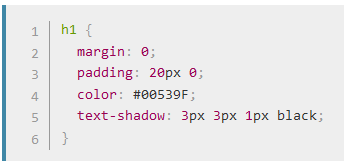 1 h1 {
2   margin: 0;
3   padding: 20px 0;
4   color: #00539F;
5   text-shadow: 3px 3px 1px black;
6 }